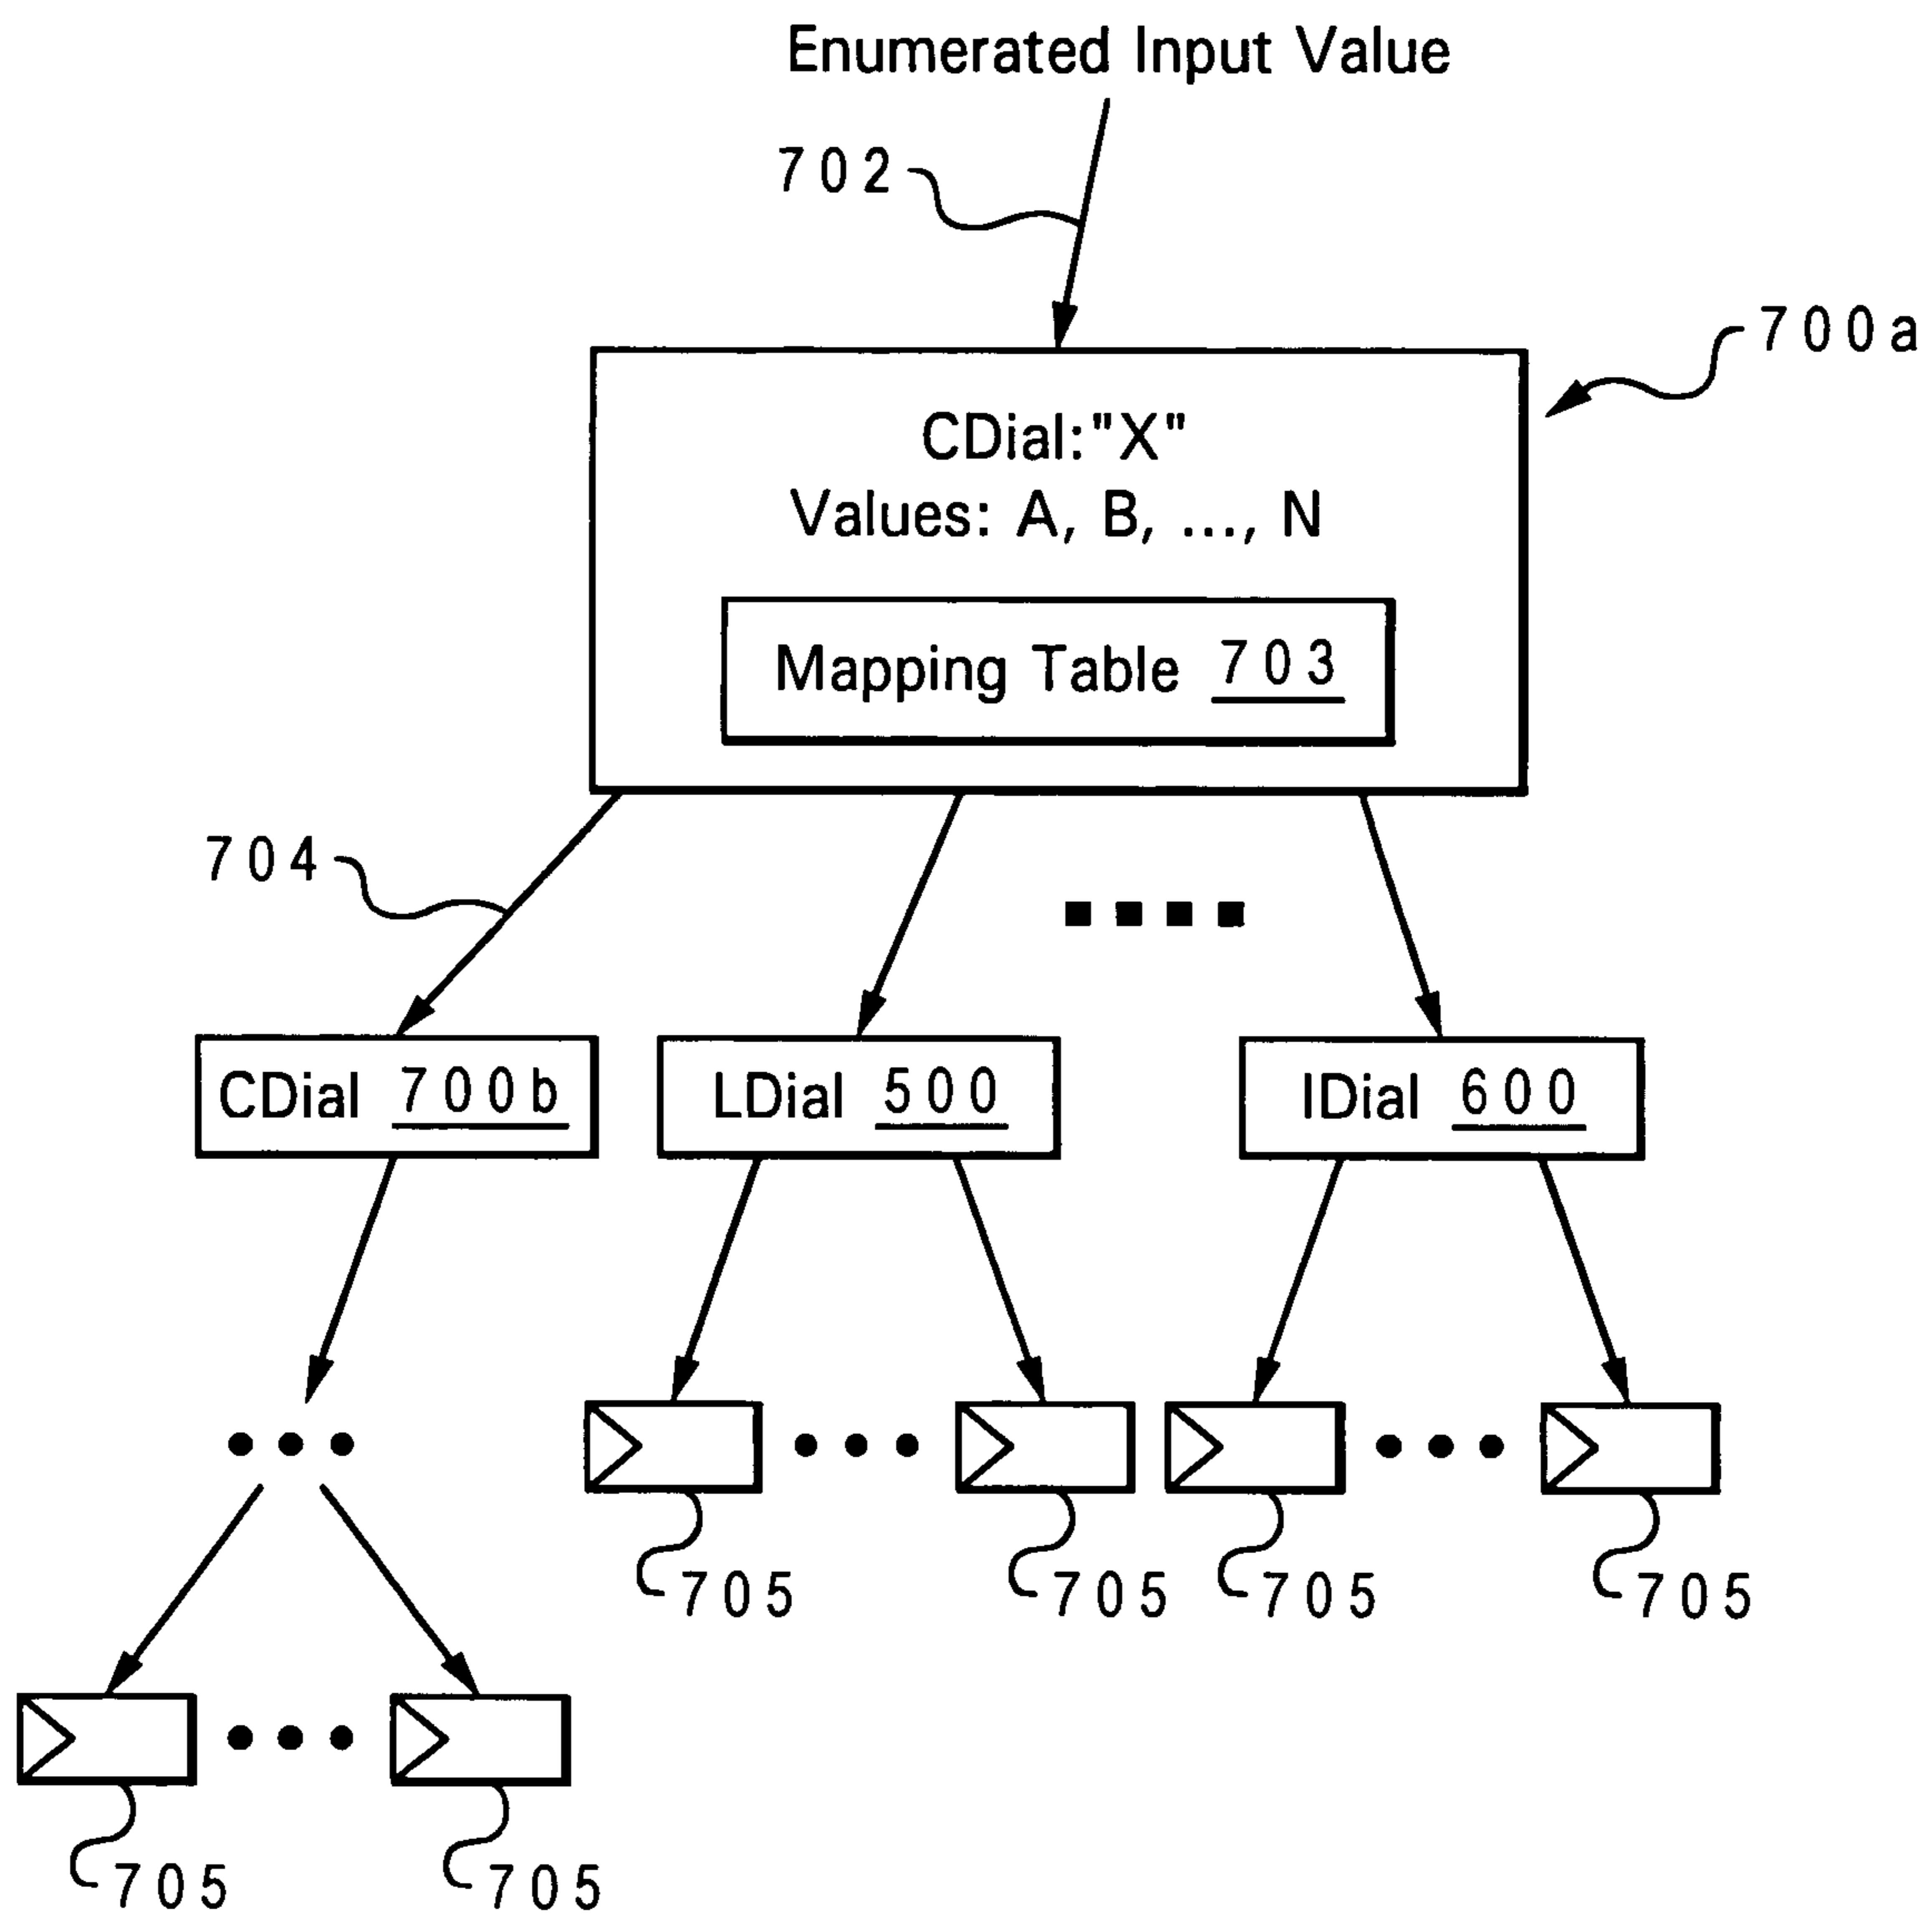 Enumerated Input Value
702
700a
CDial:"X"
Values: A, B, ..., N
Mapping Table 703
704
CDial 700b
LDial 500
IDial 600
705
705
705
705
705
705